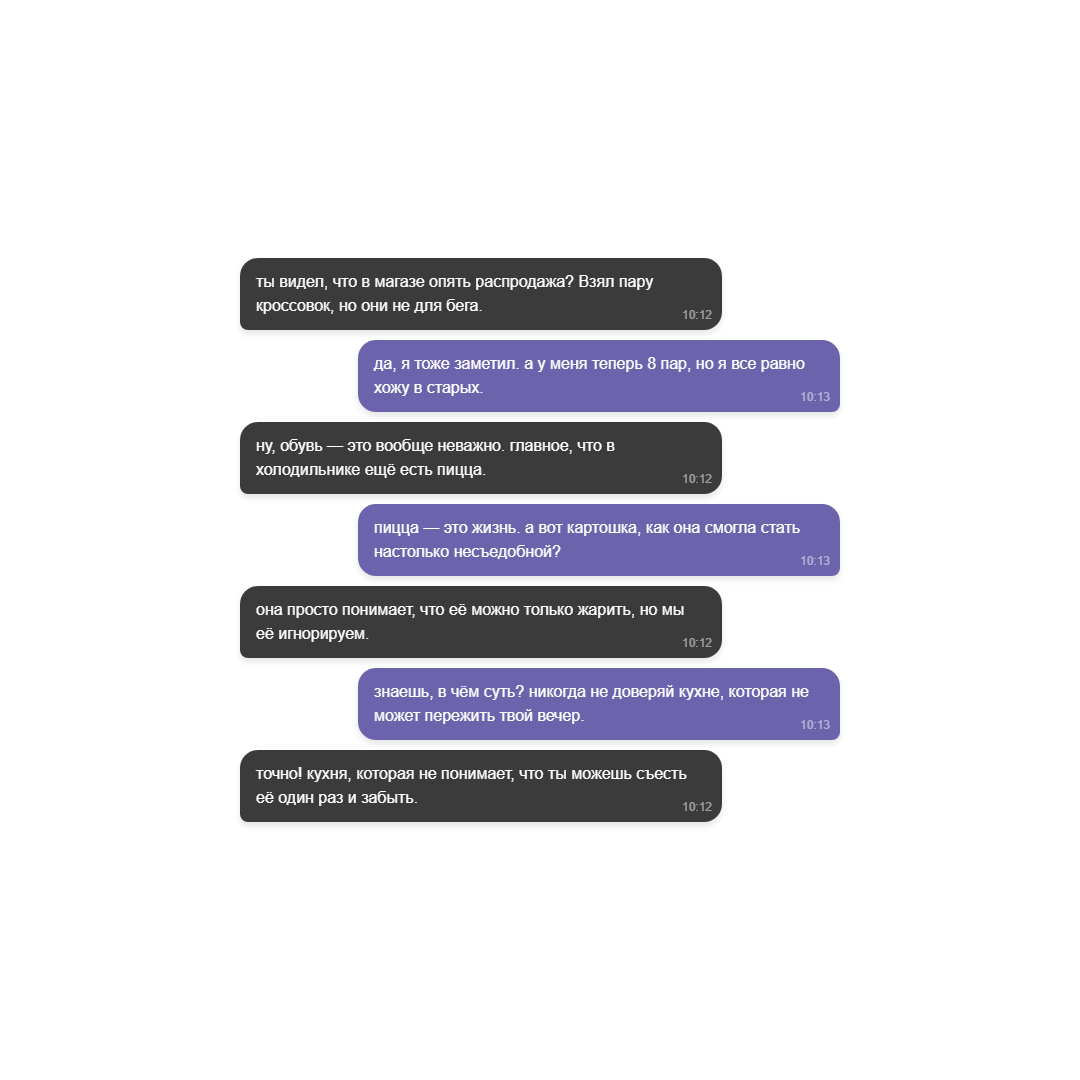 ты видел, что в магазе опять распродажа? Взял пару
кроссовок, но они не для бега.
10:12
да, я тоже заметил. а у меня теперь 8 пар, но я все равно
хожу в старых.
10:13
ну, обувь — это вообще неважно. главное, что в
холодильнике ещё есть пицца.
10:12
пицца — это жизнь. а вот картошка, как она смогла стать
настолько несъедобной?
10:13
она просто понимает, что её можно только жарить, но мы
её игнорируем.
10:12
знаешь, в чём суть? никогда не доверяй кухне, которая не
может пережить твой вечер.
10:13
точно! кухня, которая не понимает, что ты можешь съесть
её один раз и забыть.
10:12